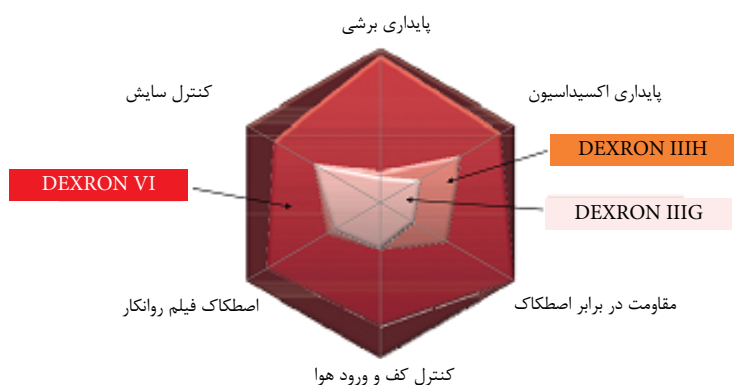 پایداری برشی
کنترل سایش
پایداری اکسیداسیون
DEXRON IIIH
DEXRON VI
DEXRON IIIG
اصطکاک فیلم روانکار
مقاومت در برابر اصطکاک
کنترل کف و ورود هوا